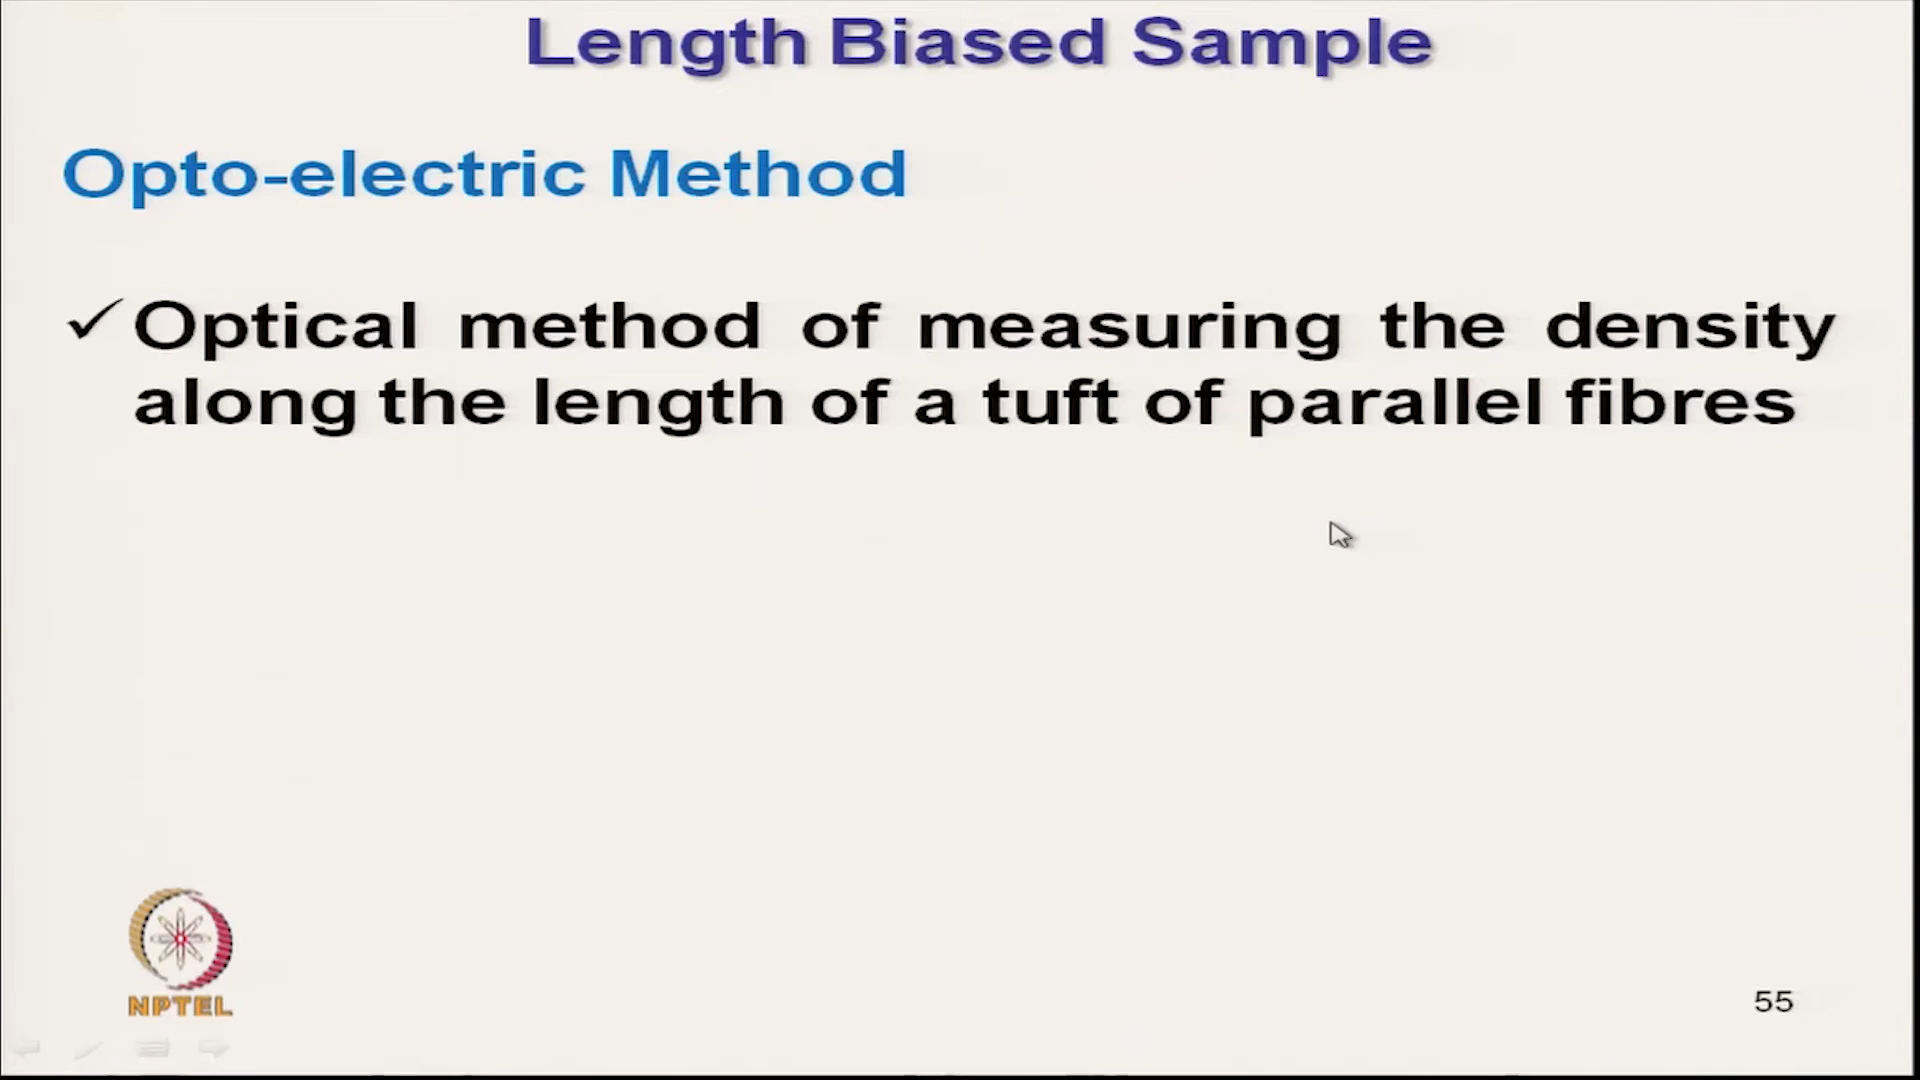 Length Biased Sample
Opto-electric Method
✓Optical method of measuring the density
along the length of a tuft of parallel fibres
NPTEL
55